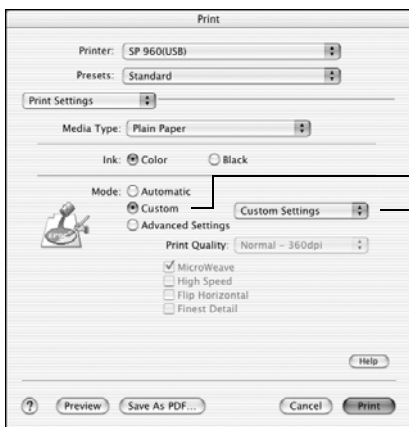 Print
Printer: SP 960(USB)
Presets: Standard
Print Settings
Media Type: Plain Paper
Ink: Color Black
Mode: Automatic
Custom Custom Settings
Advanced Settings
Print Quality: Normal – 360dpi
MicroWeave
High Speed
Flip Horizontal
Finest Detail
Help
? Preview Save As PDF... Cancel Print